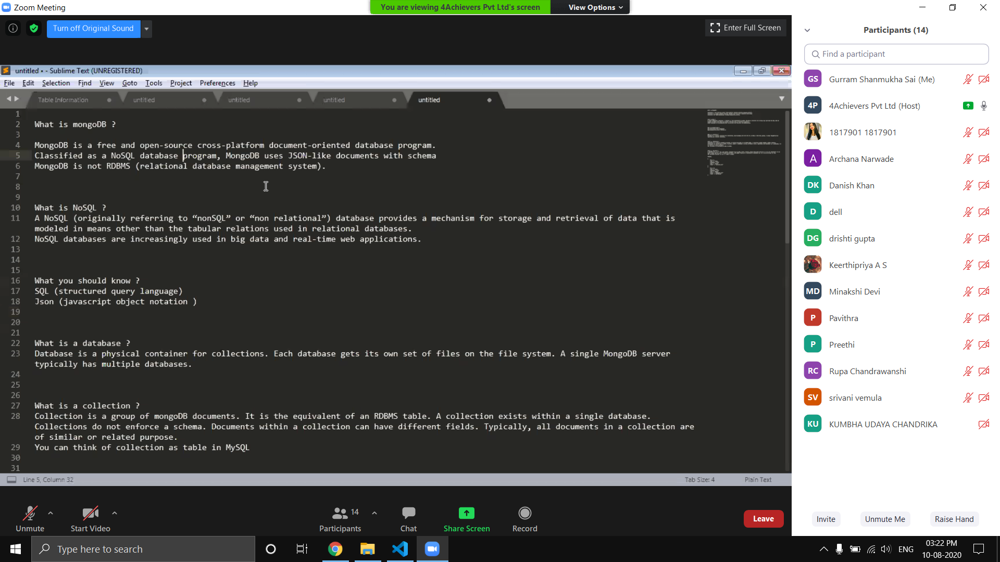 Zoom Meeting
You are viewing 4Achievers Pvt Ltd's screen
View Options
Turn off Original Sound
Enter Full Screen
untitled • - Sublime Text (UNREGISTERED)
File Edit Selection Find View Goto Tools Project Preferences Help
Table Information
untitled
untitled
untitled
untitled
1
2 What is mongoDB ?
3
4 MongoDB is a free and open-source cross-platform document-oriented database program.
5 Classified as a NoSQL database program, MongoDB uses JSON-like documents with schema
6 MongoDB is not RDBMS (relational database management system).
7
8
9
10 What is NoSQL ?
11 A NoSQL (originally referring to “nonSQL” or “non relational”) database provides a mechanism for storage and retrieval of data that is
modeled in means other than the tabular relations used in relational databases.
12 NoSQL databases are increasingly used in big data and real-time web applications.
13
14
15
16 What you should know ?
17 SQL (structured query language)
18 Json (javascript object notation )
19
20
21
22 What is a database ?
23 Database is a physical container for collections. Each database gets its own set of files on the file system. A single MongoDB server
typically has multiple databases.
24
25
26
27 What is a collection ?
28 Collection is a group of mongoDB documents. It is the equivalent of an RDBMS table. A collection exists within a single database.
Collections do not enforce a schema. Documents within a collection can have different fields. Typically, all documents in a collection are
of similar or related purpose.
29 You can think of collection as table in MySQL
30
31
Line 5, Column 32
Tab Size: 4
Plain Text
Unmute
Start Video
14
Participants
Chat
Share Screen
Record
Leave
Participants (14)
Find a participant
GS Gurram Shanmukha Sai (Me)
4P 4Achievers Pvt Ltd (Host)
1817901 1817901
A Archana Narwade
DK Danish Khan
D dell
DG drishti gupta
Keerthipriya A S
MD Minakshi Devi
P Pavithra
P Preethi
RC Rupa Chandrawanshi
SV srivani vemula
KU KUMBHA UDAYA CHANDRIKA
Invite
Unmute Me
Raise Hand
Type here to search
ENG
03:22 PM
10-08-2020